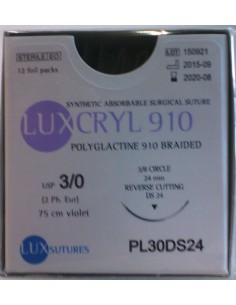 STERILE EO
12 foil packs
LOT 150921
2015-09
2020-08
SYNTHETIC ABSORBABLE SURGICAL SUTURE
LUXCRYL 910
POLYGLACTINE 910 BRAIDED
USP 3/0
(2 Ph. Eur)
75 cm violet
3/8 CIRCLE
24 mm
REVERSE CUTTING
DS 24
LUXSUTURES
PL30DS24